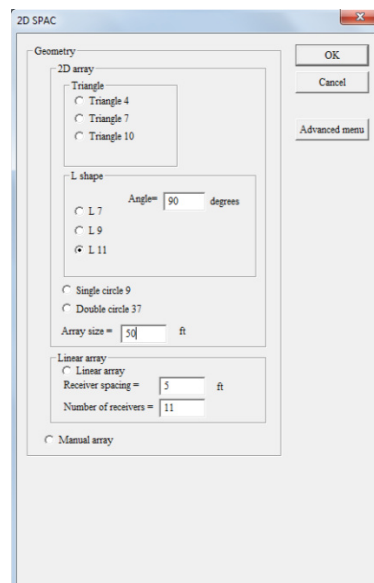 2D SPAC
Geometry
2D array
Triangle
Triangle 4
Triangle 7
Triangle 10
L shape
Angle= 90 degrees
L 7
L 9
L 11
Single circle 9
Double circle 37
Array size = 50 ft
Linear array
Linear array
Receiver spacing = 5 ft
Number of receivers = 11
Manual array
OK
Cancel
Advanced menu